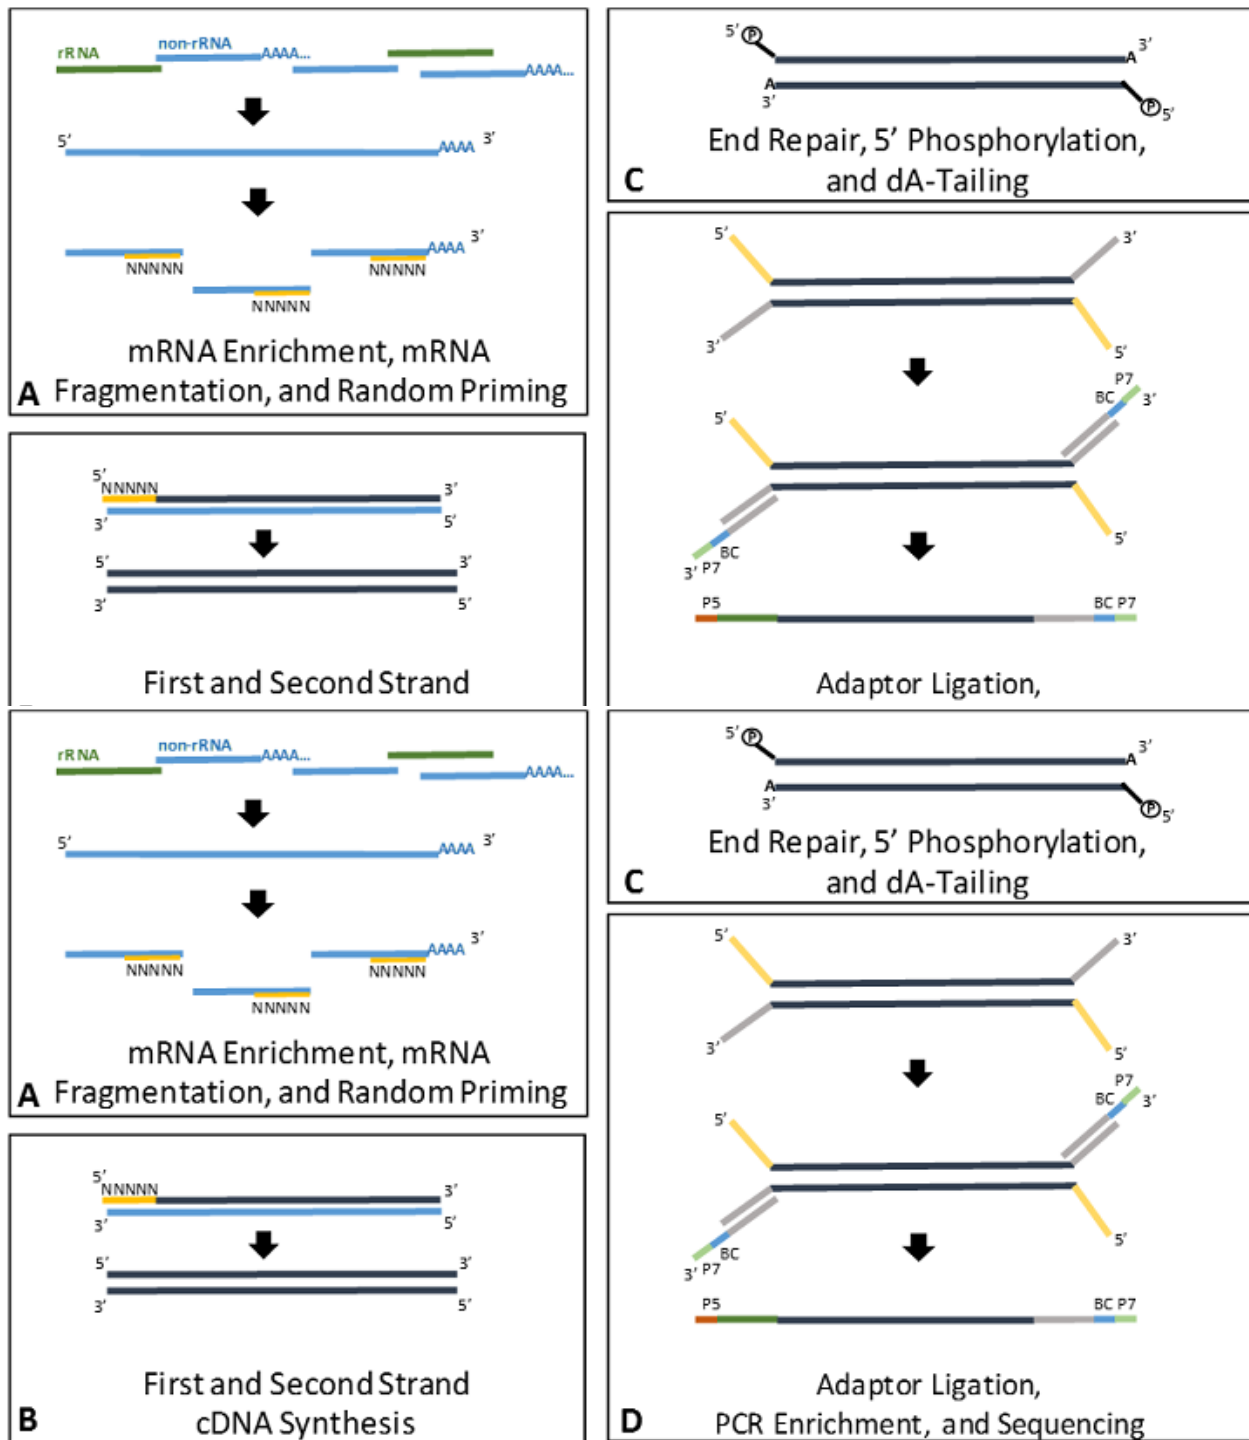 rRNA
non-rRNA
AAAA...
AAAA...
5’
AAAA
3’
AAAA
3’
NNNNN
NNNNN
NNNNN
mRNA Enrichment, mRNA
A Fragmentation, and Random Priming
5’
NNNNN
3’
3’
5’
5’
3’
3’
5’
First and Second Strand
5’ P
3’
A
A
3’
P 5’
End Repair, 5’ Phosphorylation,
C and dA-Tailing
5’
3’
3’
5’
P7
BC
3’
5’
5’
BC
3’ P7
P5
BC P7
Adaptor Ligation,
rRNA
non-rRNA
AAAA...
AAAA...
5’
AAAA
3’
AAAA
3’
NNNNN
NNNNN
NNNNN
mRNA Enrichment, mRNA
A Fragmentation, and Random Priming
5’
NNNNN
3’
3’
5’
5’
3’
3’
5’
First and Second Strand
B cDNA Synthesis
5’ P
3’
A
A
3’
P 5’
End Repair, 5’ Phosphorylation,
C and dA-Tailing
5’
3’
3’
5’
P7
BC
3’
5’
5’
BC
3’ P7
P5
BC P7
Adaptor Ligation,
D PCR Enrichment, and Sequencing